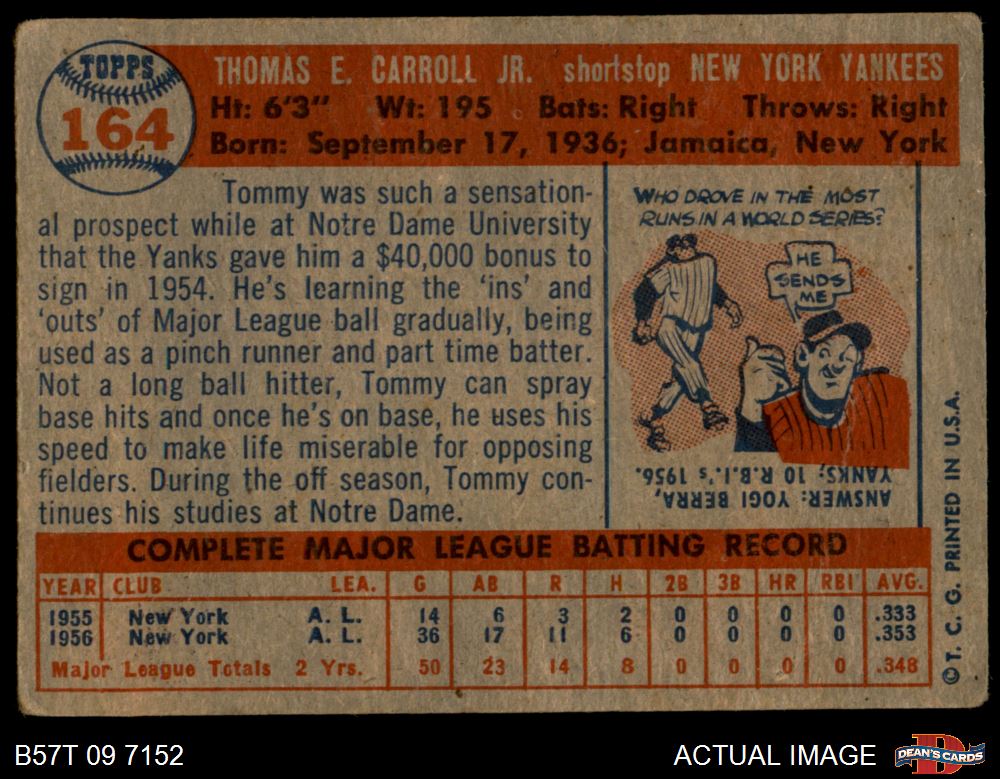 TOPPS
164
THOMAS E. CARROLL JR. shortstop NEW YORK YANKEES
Ht: 6'3" Wt: 195 Bats: Right Throws: Right
Born: September 17, 1936; Jamaica, New York
Tommy was such a sensation-
al prospect while at Notre Dame University
that the Yanks gave him a $40,000 bonus to
sign in 1954. He's learning the 'ins' and
'outs' of Major League ball gradually, being
used as a pinch runner and part time batter.
Not a long ball hitter, Tommy can spray
base hits and once he's on base, he uses his
speed to make life miserable for opposing
fielders. During the off season, Tommy con-
tinues his studies at Notre Dame.
WHO DROVE IN THE MOST
RUNS IN A WORLD SERIES?
HE
SENDS
ME
ANSWER: YOGI BERRA,
YANKS; 10 R.B.I.'s 1956.
COMPLETE MAJOR LEAGUE BATTING RECORD
YEAR CLUB LEA. G AB R H 2B 3B HR RBI AVG.
1955 New York A. L. 14 6 3 2 0 0 0 0 .333
1956 New York A. L. 36 17 11 6 0 0 0 0 .353
Major League Totals 2 Yrs. 50 23 14 8 0 0 0 0 .348
© T. C. G. PRINTED IN U.S.A.
B57T 09 7152
ACTUAL IMAGE
DEAN'S CARDS